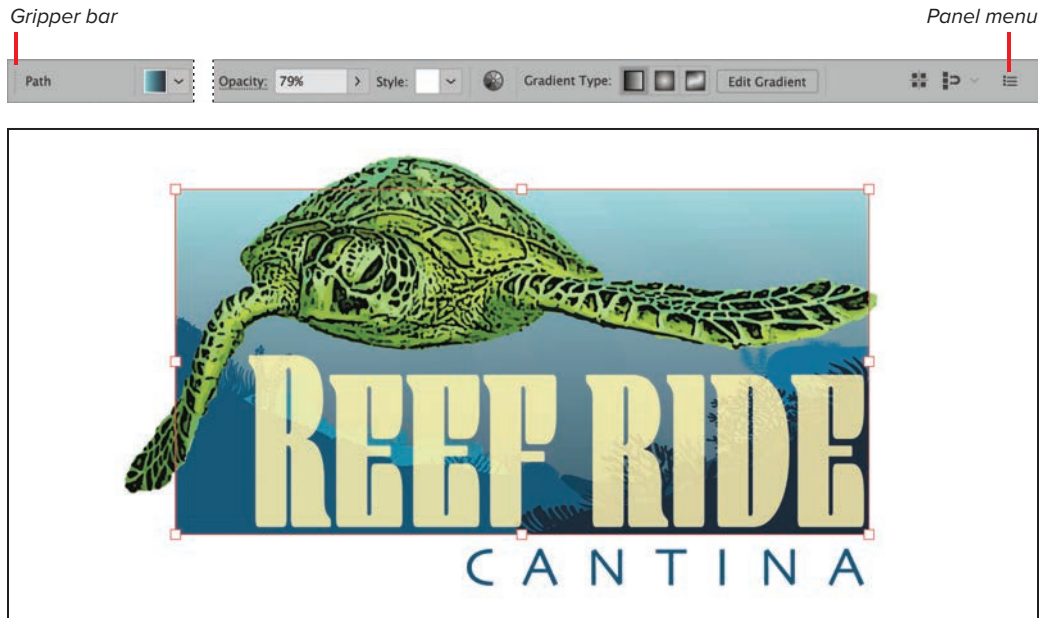 Gripper bar
Panel menu
Path
Opacity: 79% Style: Gradient Type: Edit Gradient
REEF RIDE
CANTINA